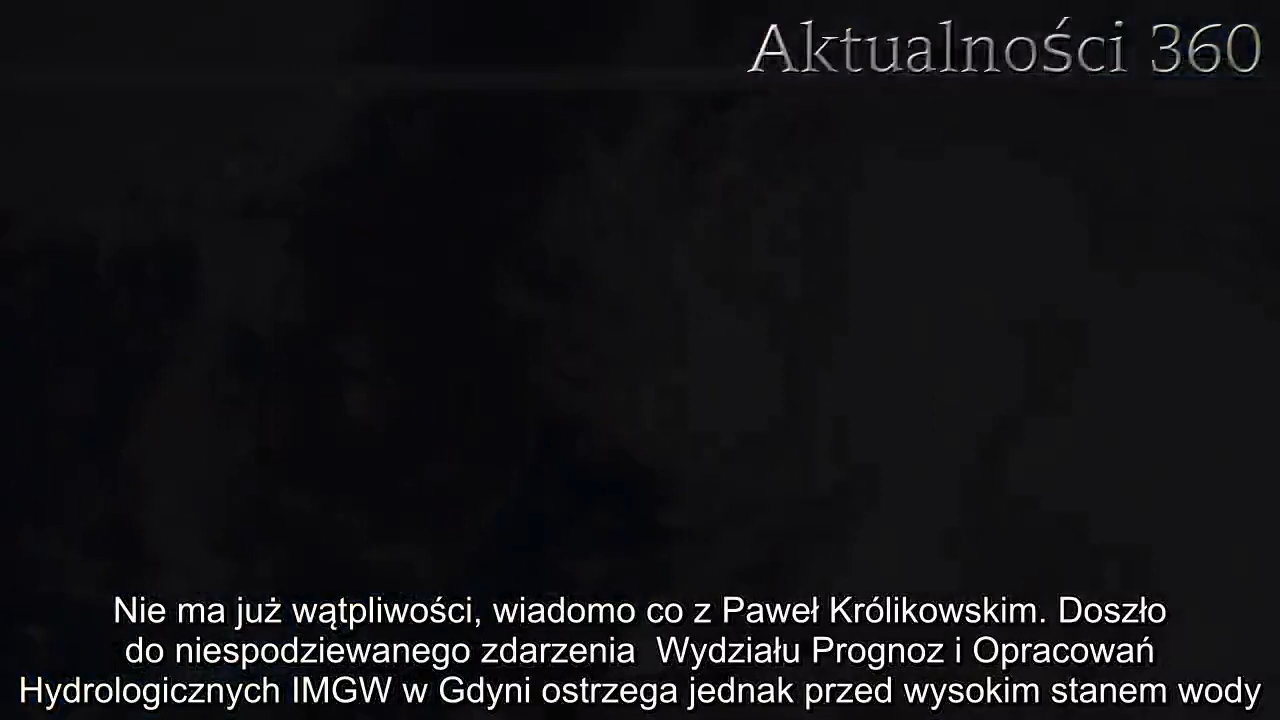 Aktualności 360
Nie ma już wątpliwości, wiadomo co z Paweł Królikowskim. Doszło
do niespodziewanego zdarzenia  Wydziału Prognoz i Opracowań
Hydrologicznych IMGW w Gdyni ostrzega jednak przed wysokim stanem wody